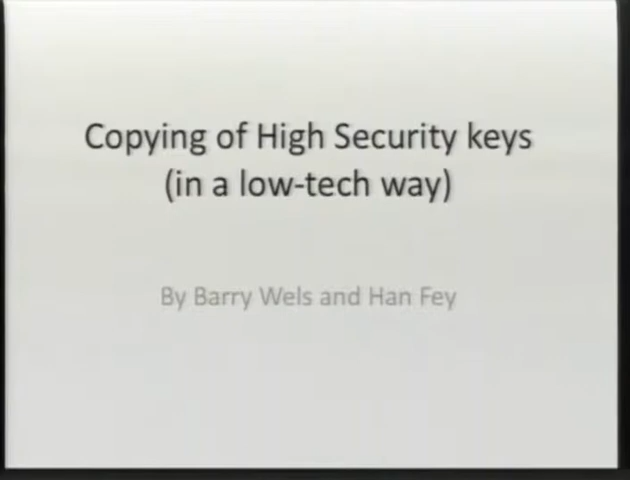 Copying of High Security keys
(in a low-tech way)
By Barry Wels and Han Fey